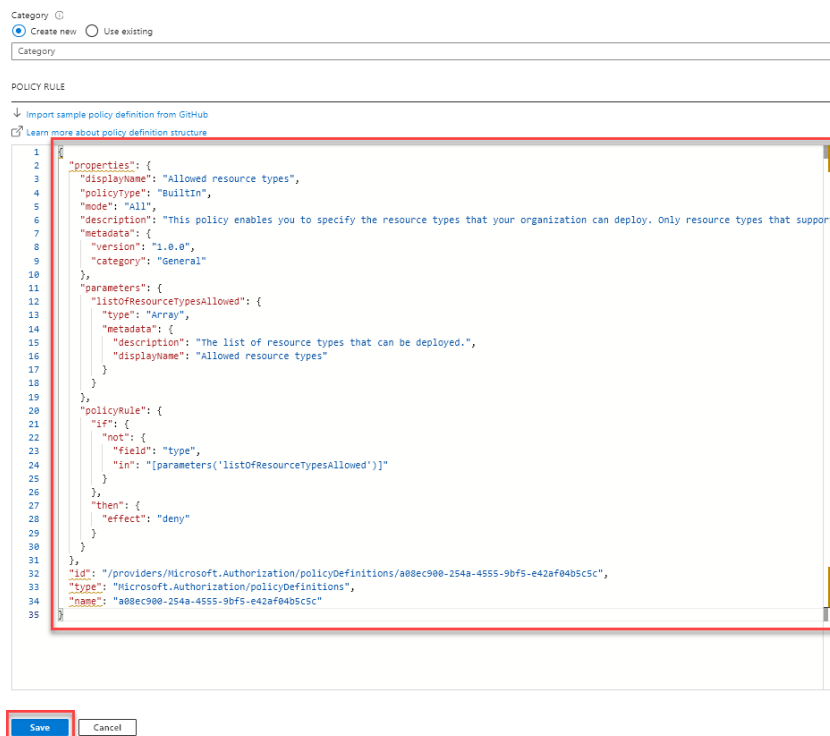 Category
Create new Use existing
Category
POLICY RULE
Import sample policy definition from GitHub
Learn more about policy definition structure
1 {
2 "properties": {
3 "displayName": "Allowed resource types",
4 "policyType": "BuiltIn",
5 "mode": "All",
6 "description": "This policy enables you to specify the resource types that your organization can deploy. Only resource types that suppor
7 "metadata": {
8 "version": "1.0.0",
9 "category": "General"
10 },
11 "parameters": {
12 "listOfResourceTypesAllowed": {
13 "type": "Array",
14 "metadata": {
15 "description": "The list of resource types that can be deployed.",
16 "displayName": "Allowed resource types"
17 }
18 }
19 },
20 "policyRule": {
21 "if": {
22 "not": {
23 "field": "type",
24 "in": "[parameters('listOfResourceTypesAllowed')]"
25 }
26 },
27 "then": {
28 "effect": "deny"
29 }
30 }
31 },
32 "id": "/providers/Microsoft.Authorization/policyDefinitions/a08ec900-254a-4555-9bf5-e42af04b5c5c",
33 "type": "Microsoft.Authorization/policyDefinitions",
34 "name": "a08ec900-254a-4555-9bf5-e42af04b5c5c"
35 }
Save Cancel